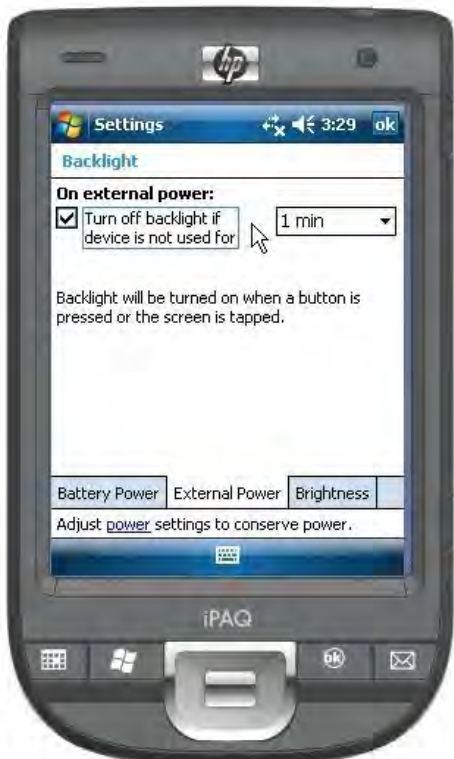 hp
Settings 3:29 ok
Backlight
On external power:
Turn off backlight if 1 min
device is not used for
Backlight will be turned on when a button is
pressed or the screen is tapped.
Battery Power External Power Brightness
Adjust power settings to conserve power.
iPAQ
ok